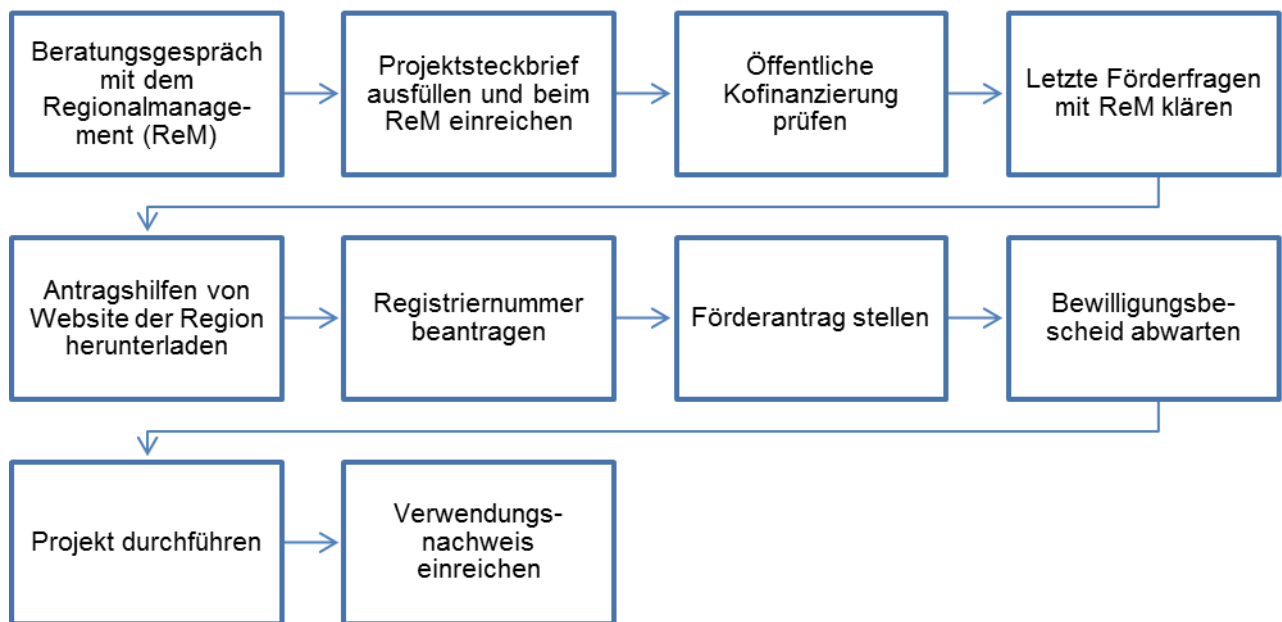 Beratungsgespräch
mit dem
Regionalmanage-
ment (ReM)
Projektsteckbrief
ausfüllen und beim
ReM einreichen
Öffentliche
Kofinanzierung
prüfen
Letzte Förderfragen
mit ReM klären
Antragshilfen von
Website der Region
herunterladen
Registriernummer
beantragen
Förderantrag stellen
Bewilligungsbe-
scheid abwarten
Projekt durchführen
Verwendungs-
nachweis
einreichen